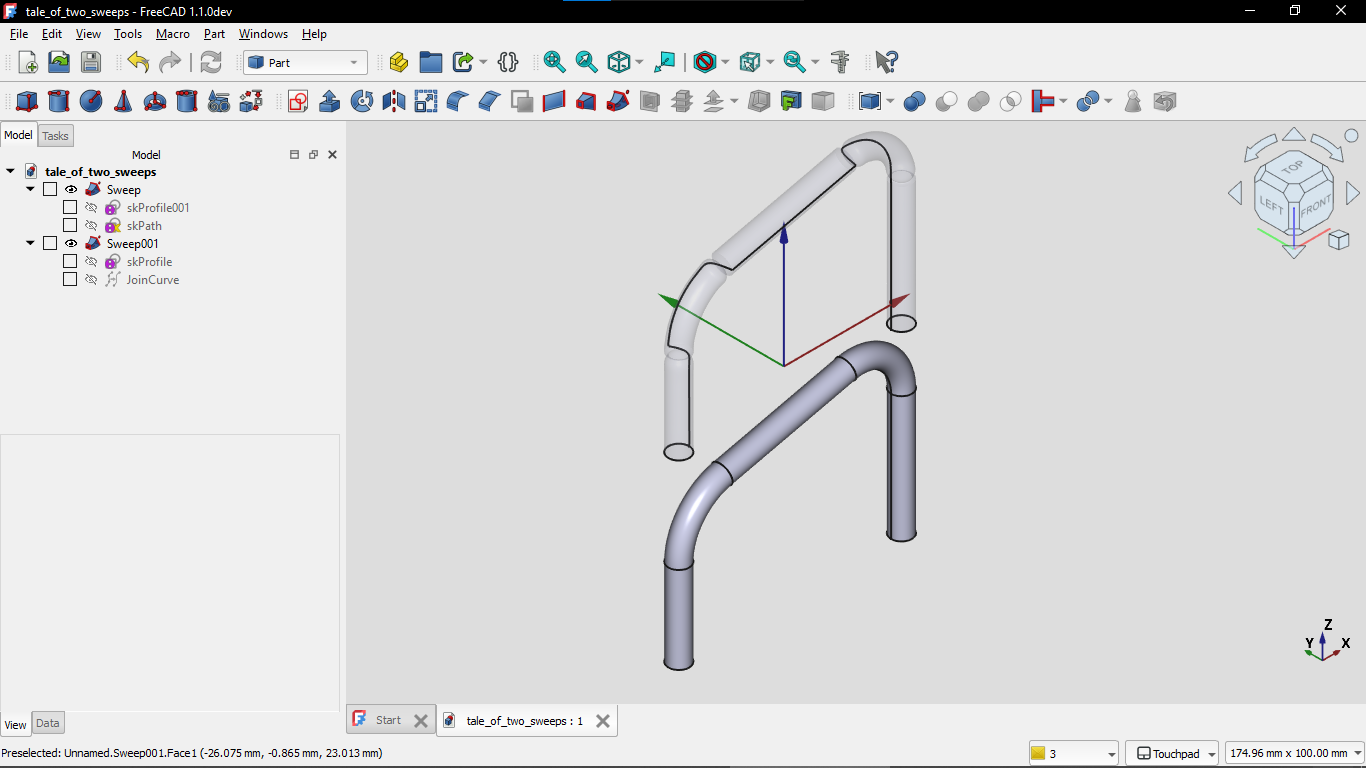 tale_of_two_sweeps - FreeCAD 1.1.0dev
File Edit View Tools Macro Part Windows Help
Part
Model Tasks
Model
tale_of_two_sweeps
Sweep
skProfile001
skPath
Sweep001
skProfile
JoinCurve
TOP
LEFT FRONT
Z
Y X
View Data
Start tale_of_two_sweeps : 1
Preselected: Unnamed.Sweep001.Face1 (-26.075 mm, -0.865 mm, 23.013 mm) 3 Touchpad 174.96 mm x 100.00 mm